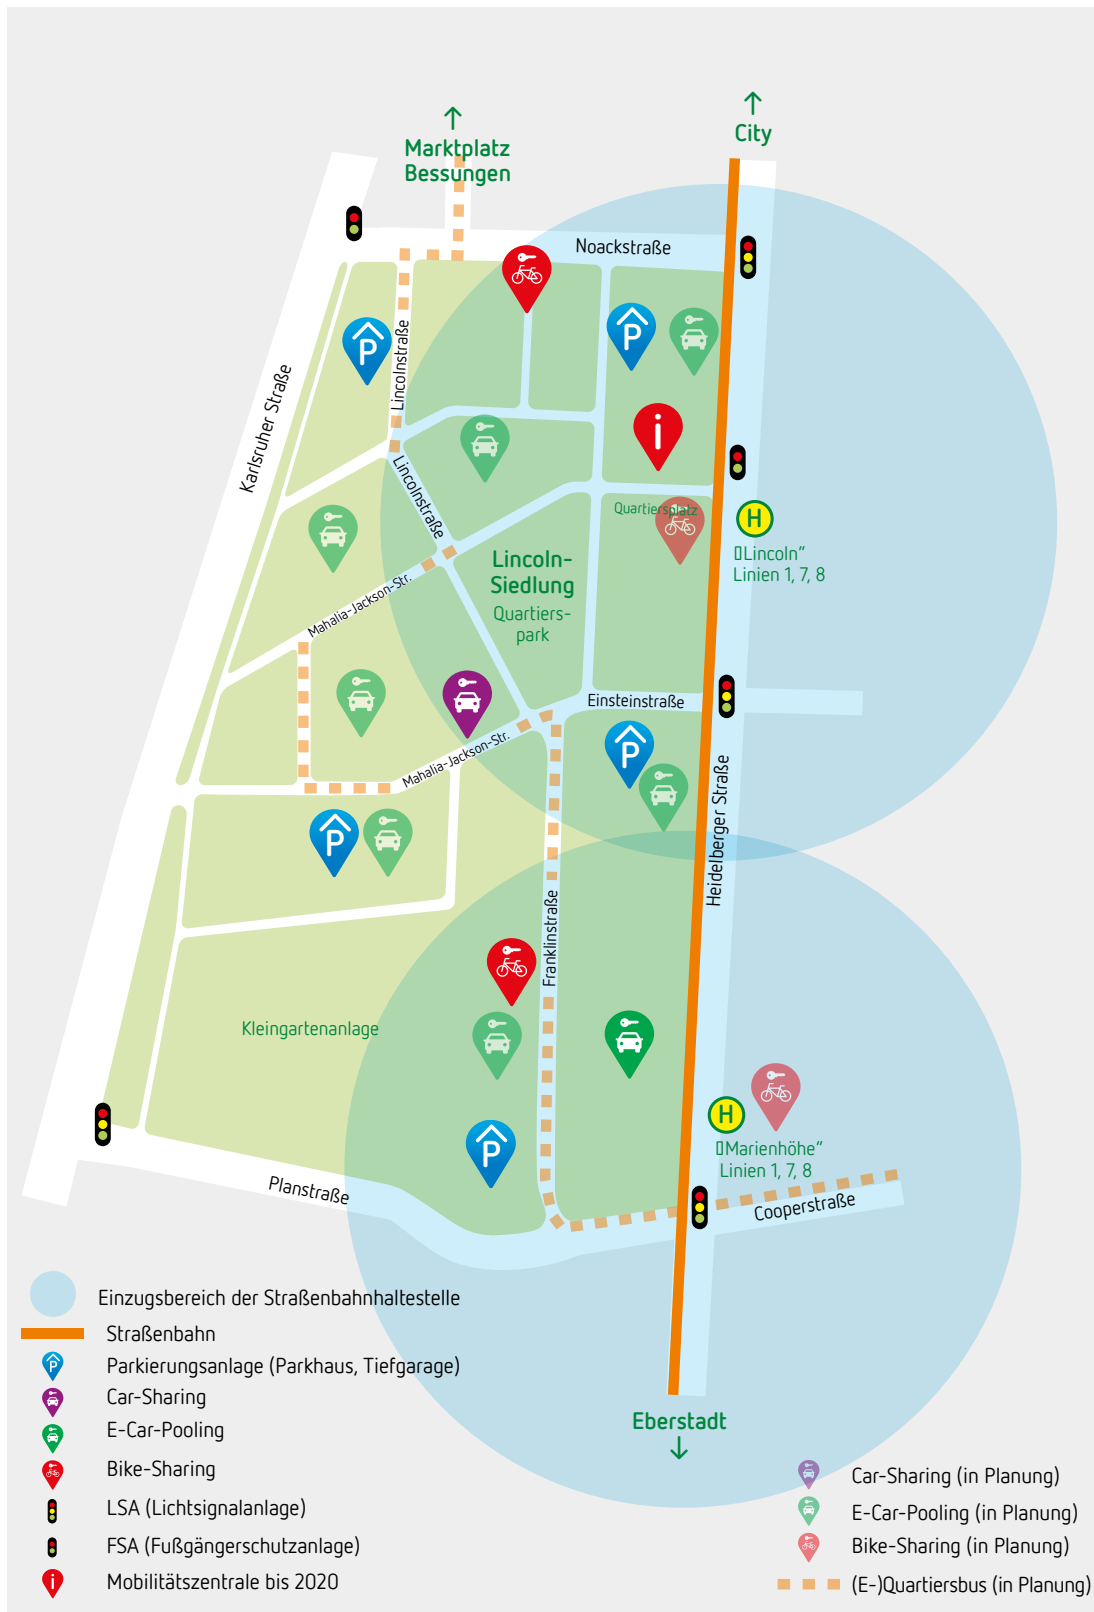 City
Marktplatz
Bessungen
Noackstraße
Karlsruher Straße
Lincolnstraße
P
P
i
Lincolnstraße
Quartiersplatz
H
Lincoln“
Linien 1, 7, 8
Lincoln-
Siedlung
Quartiers-
park
Mahalia-Jackson-Str.
Einsteinstraße
Mahalia-Jackson-Str.
P
P
Heidelberger Straße
Franklinstraße
Kleingartenanlage
H
Marienhöhe“
Linien 1, 7, 8
P
Planstraße
Cooperstraße
Eberstadt
Einzugsbereich der Straßenbahnhaltestelle
Straßenbahn
P
Parkierungsanlage (Parkhaus, Tiefgarage)
Car-Sharing
E-Car-Pooling
Bike-Sharing
LSA (Lichtsignalanlage)
FSA (Fußgängerschutzanlage)
i
Mobilitätszentrale bis 2020
Car-Sharing (in Planung)
E-Car-Pooling (in Planung)
Bike-Sharing (in Planung)
(E-)Quartiersbus (in Planung)